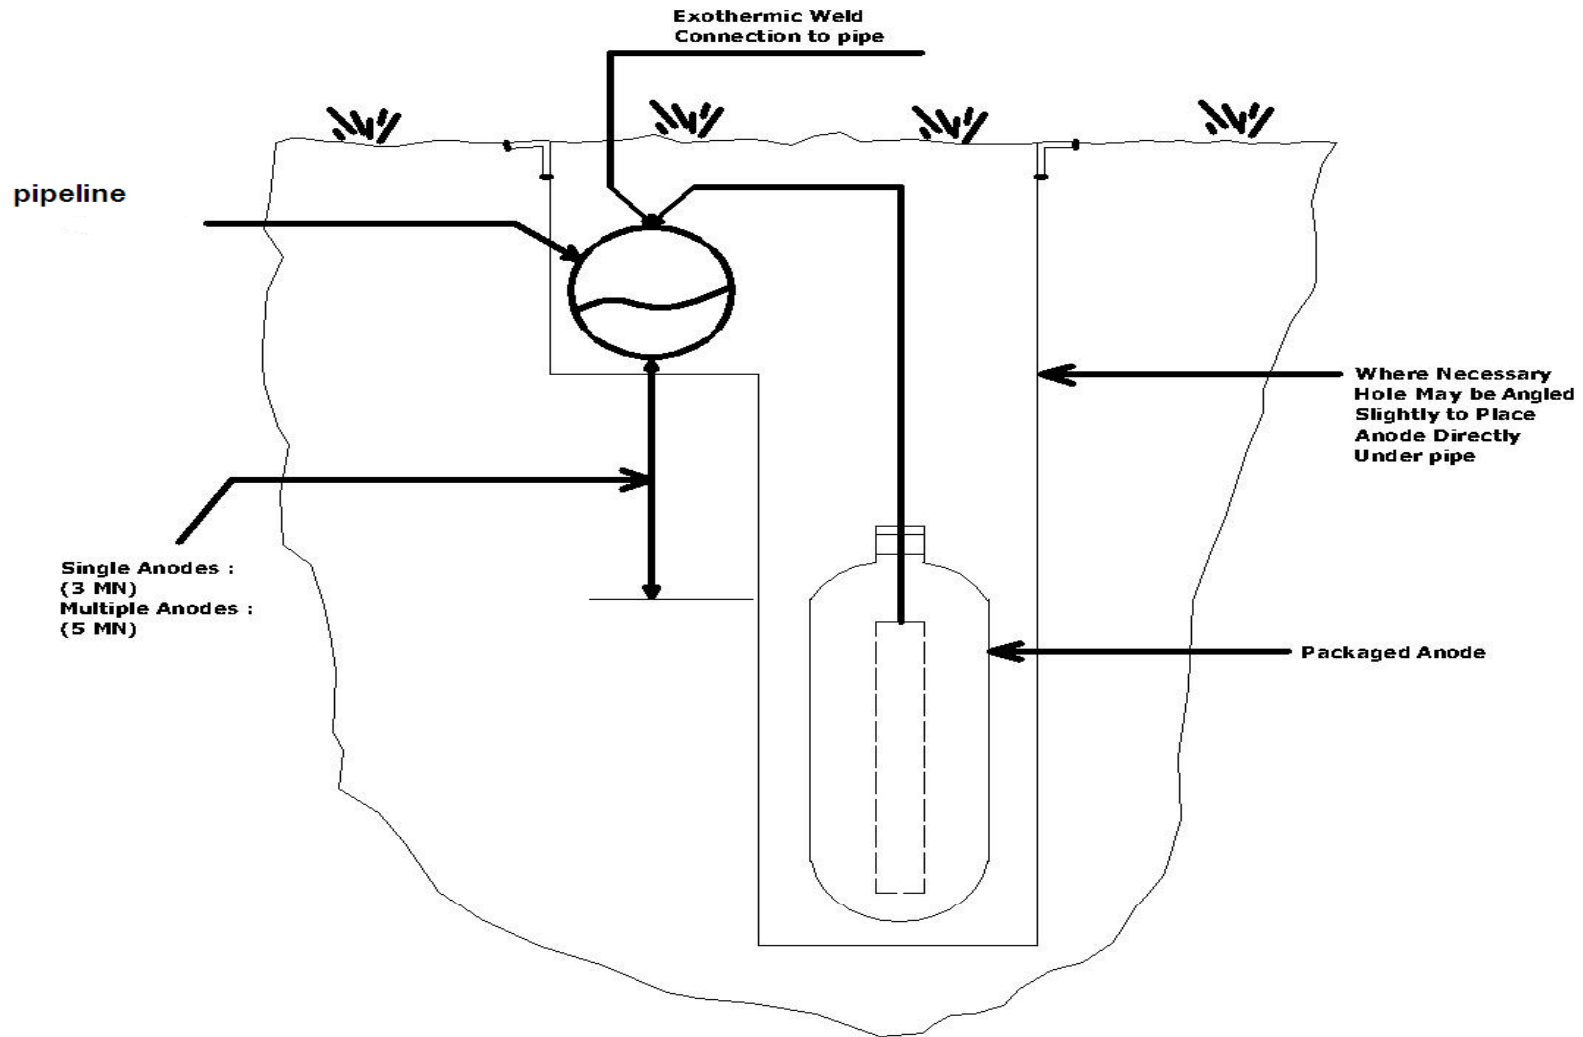 Exothermic Weld
Connection to pipe
pipeline
Where Necessary
Hole May be Angled
Slightly to Place
Anode Directly
Under pipe
Single Anodes :
(3 MN)
Multiple Anodes :
(5 MN)
Packaged Anode